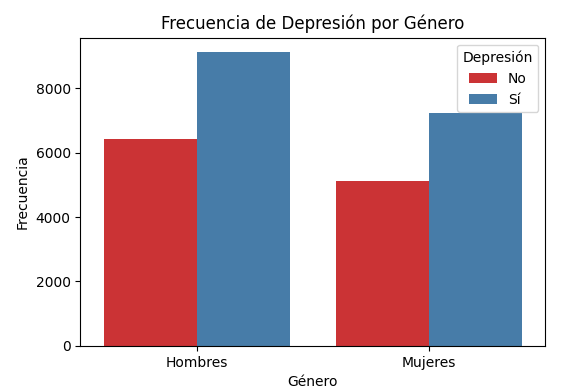 Frecuencia de Depresión por Género
Depresión
No
Sí
8000
6000
4000
2000
0
Frecuencia
Hombres
Mujeres
Género